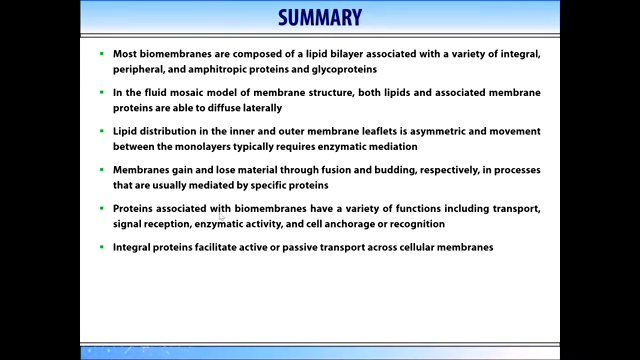 SUMMARY
▪ Most biomembranes are composed of a lipid bilayer associated with a variety of integral,
peripheral, and amphitropic proteins and glycoproteins
▪ In the fluid mosaic model of membrane structure, both lipids and associated membrane
proteins are able to diffuse laterally
▪ Lipid distribution in the inner and outer membrane leaflets is asymmetric and movement
between the monolayers typically requires enzymatic mediation
▪ Membranes gain and lose material through fusion and budding, respectively, in processes
that are usually mediated by specific proteins
▪ Proteins associated with biomembranes have a variety of functions including transport,
signal reception, enzymatic activity, and cell anchorage or recognition
▪ Integral proteins facilitate active or passive transport across cellular membranes